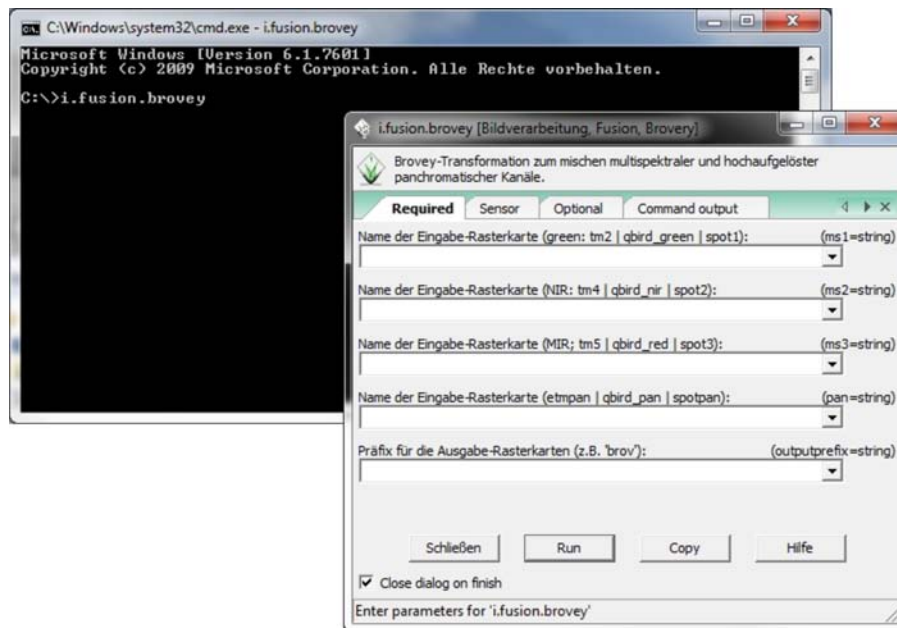 C:\Windows\system32\cmd.exe - i.fusion.brovey
Microsoft Windows [Version 6.1.7601]
Copyright (c) 2009 Microsoft Corporation. Alle Rechte vorbehalten.
C:\>i.fusion.brovey
i.fusion.brovey [Bildverarbeitung, Fusion, Brovery]
Brovey-Transformation zum mischen multispektraler und hochaufgelöster
panchromatischer Kanäle.
Required Sensor Optional Command output
Name der Eingabe-Rasterkarte (green: tm2 | qbird_green | spot1): (ms1=string)
Name der Eingabe-Rasterkarte (NIR: tm4 | qbird_nir | spot2): (ms2=string)
Name der Eingabe-Rasterkarte (MIR; tm5 | qbird_red | spot3): (ms3=string)
Name der Eingabe-Rasterkarte (etmpan | qbird_pan | spotpan): (pan=string)
Präfix für die Ausgabe-Rasterkarten (z.B. 'brov'): (outputprefix=string)
Schließen Run Copy Hilfe
Close dialog on finish
Enter parameters for 'i.fusion.brovey'